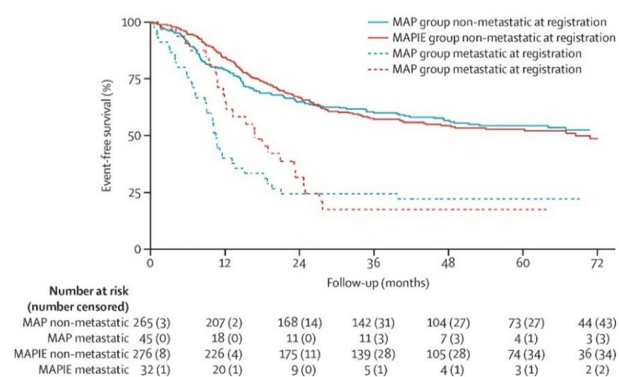 MAP group non-metastatic at registration
MAPIE group non-metastatic at registration
MAP group metastatic at registration
MAP group metastatic at registration
100
75
50
25
0
Event-free survival (%)
0 12 24 36 48 60 72
Follow-up (months)
Number at risk
(number censored)
MAP non-metastatic 265 (3) 207 (2) 168 (14) 142 (31) 104 (27) 73 (27) 44 (43)
MAP metastatic 45 (0) 18 (0) 11 (0) 11 (3) 7 (3) 4 (1) 3 (3)
MAPIE non-metastatic 276 (8) 226 (4) 175 (11) 139 (28) 105 (28) 74 (34) 36 (34)
MAPIE metastatic 32 (1) 20 (1) 9 (0) 5 (1) 4 (1) 3 (1) 2 (2)